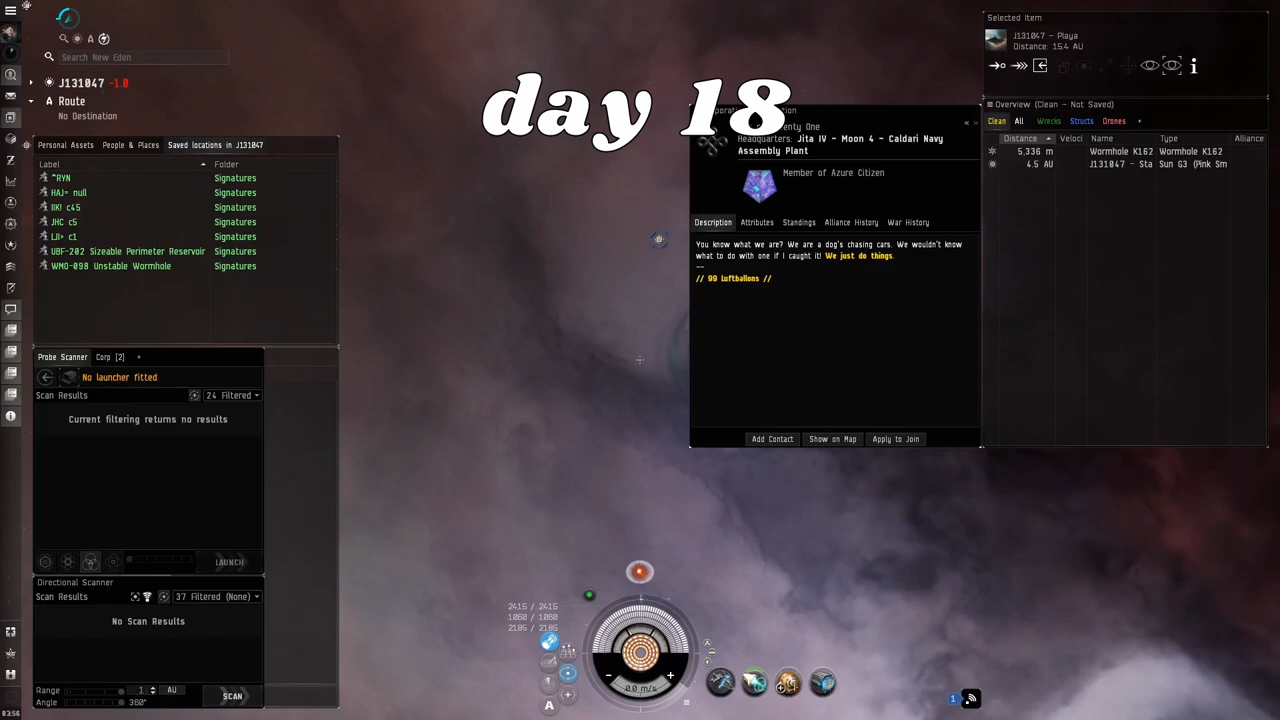 day 18
Search New Eden
J131047 -1.0
Route
No Destination
Personal Assets People & Places Saved locations in J131047
Label Folder
^RYN Signatures
HAJ= null Signatures
IIK! c45 Signatures
JHC c5 Signatures
LJI> c1 Signatures
UBF-202 Sizeable Perimeter Reservoir Signatures
WMO-098 Unstable Wormhole Signatures
Probe Scanner Corp [2] +
No launcher fitted
Scan Results 24 Filtered
Current filtering returns no results
LAUNCH
Directional Scanner
Scan Results 37 Filtered (None)
No Scan Results
Range 1 AU
Angle 360°
SCAN
03:56
Headquarters: Jita IV - Moon 4 - Caldari Navy
Assembly Plant
Member of Azure Citizen
Description Attributes Standings Alliance History War History
You know what we are? We are a dog's chasing cars. We wouldn't know
what to do with one if I caught it! We just do things.
--
// 99 Luftballons //
Add Contact Show on Map Apply to Join
Selected Item
J131047 - Playa
Distance: 15.4 AU
Overview (Clean - Not Saved)
Clean All Wrecks Structs Drones +
Distance Veloci Name Type Alliance
5,336 m Wormhole K162 Wormhole K162
4.5 AU J131047 - Sta Sun G3 (Pink Sm
2415 / 2415
1060 / 1060
2185 / 2185
0.0 m/s
A
1